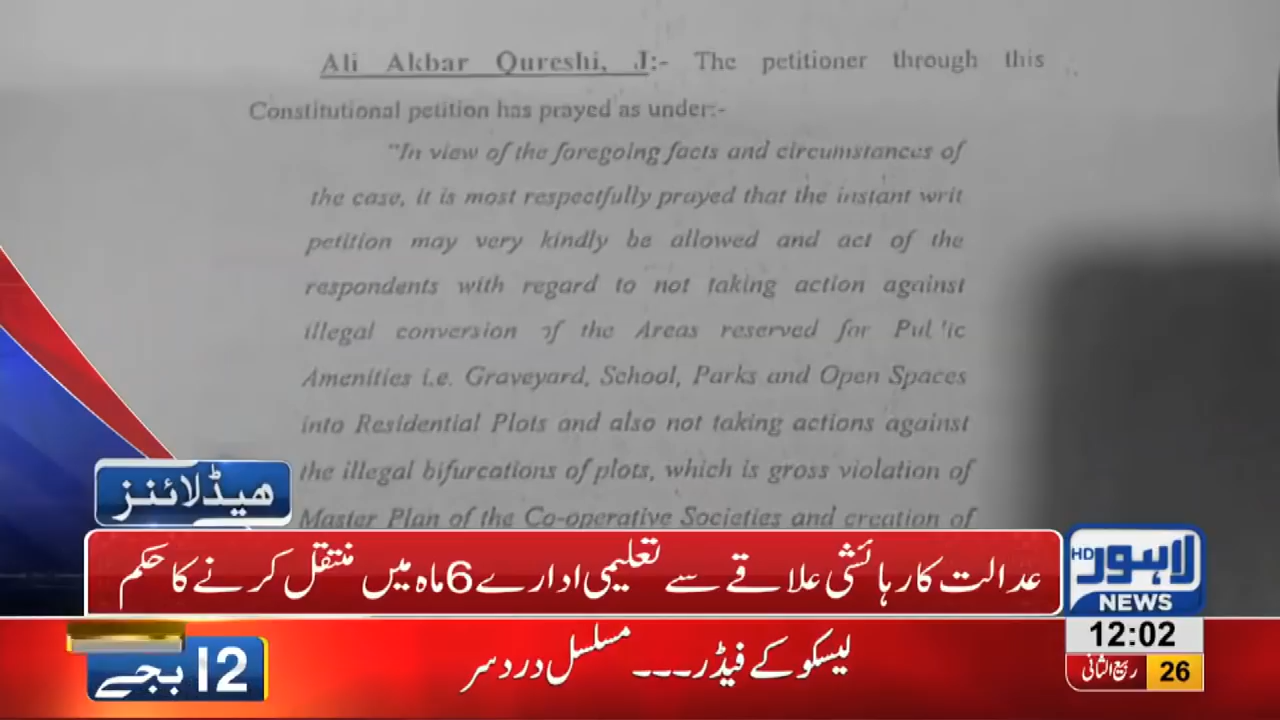 Ali Akbar Qureshi, J:- The petitioner through this
Constitutional petition has prayed as under:-
"In view of the foregoing facts and circumstances of
the case, it is most respectfully prayed that the instant writ
petition may very kindly be allowed and act of the
respondents with regard to not taking action against
illegal conversion of the Areas reserved for Public
Amenities i.e. Graveyard, School, Parks and Open Spaces
into Residential Plots and also not taking actions against
the illegal bifurcations of plots, which is gross violation of
Master Plan of the Co-operative Societies and creation of
ھیڈلائنز
عدالت کا رہائشی علاقے سے تعلیمی ادارے 6 ماہ میں منتقل کرنے کا حکم
لاہور HD
NEWS
12:02
26 ربیع الثانی
12 بجے
لیسکو کے فیڈر۔۔۔ مسلسل درد سر